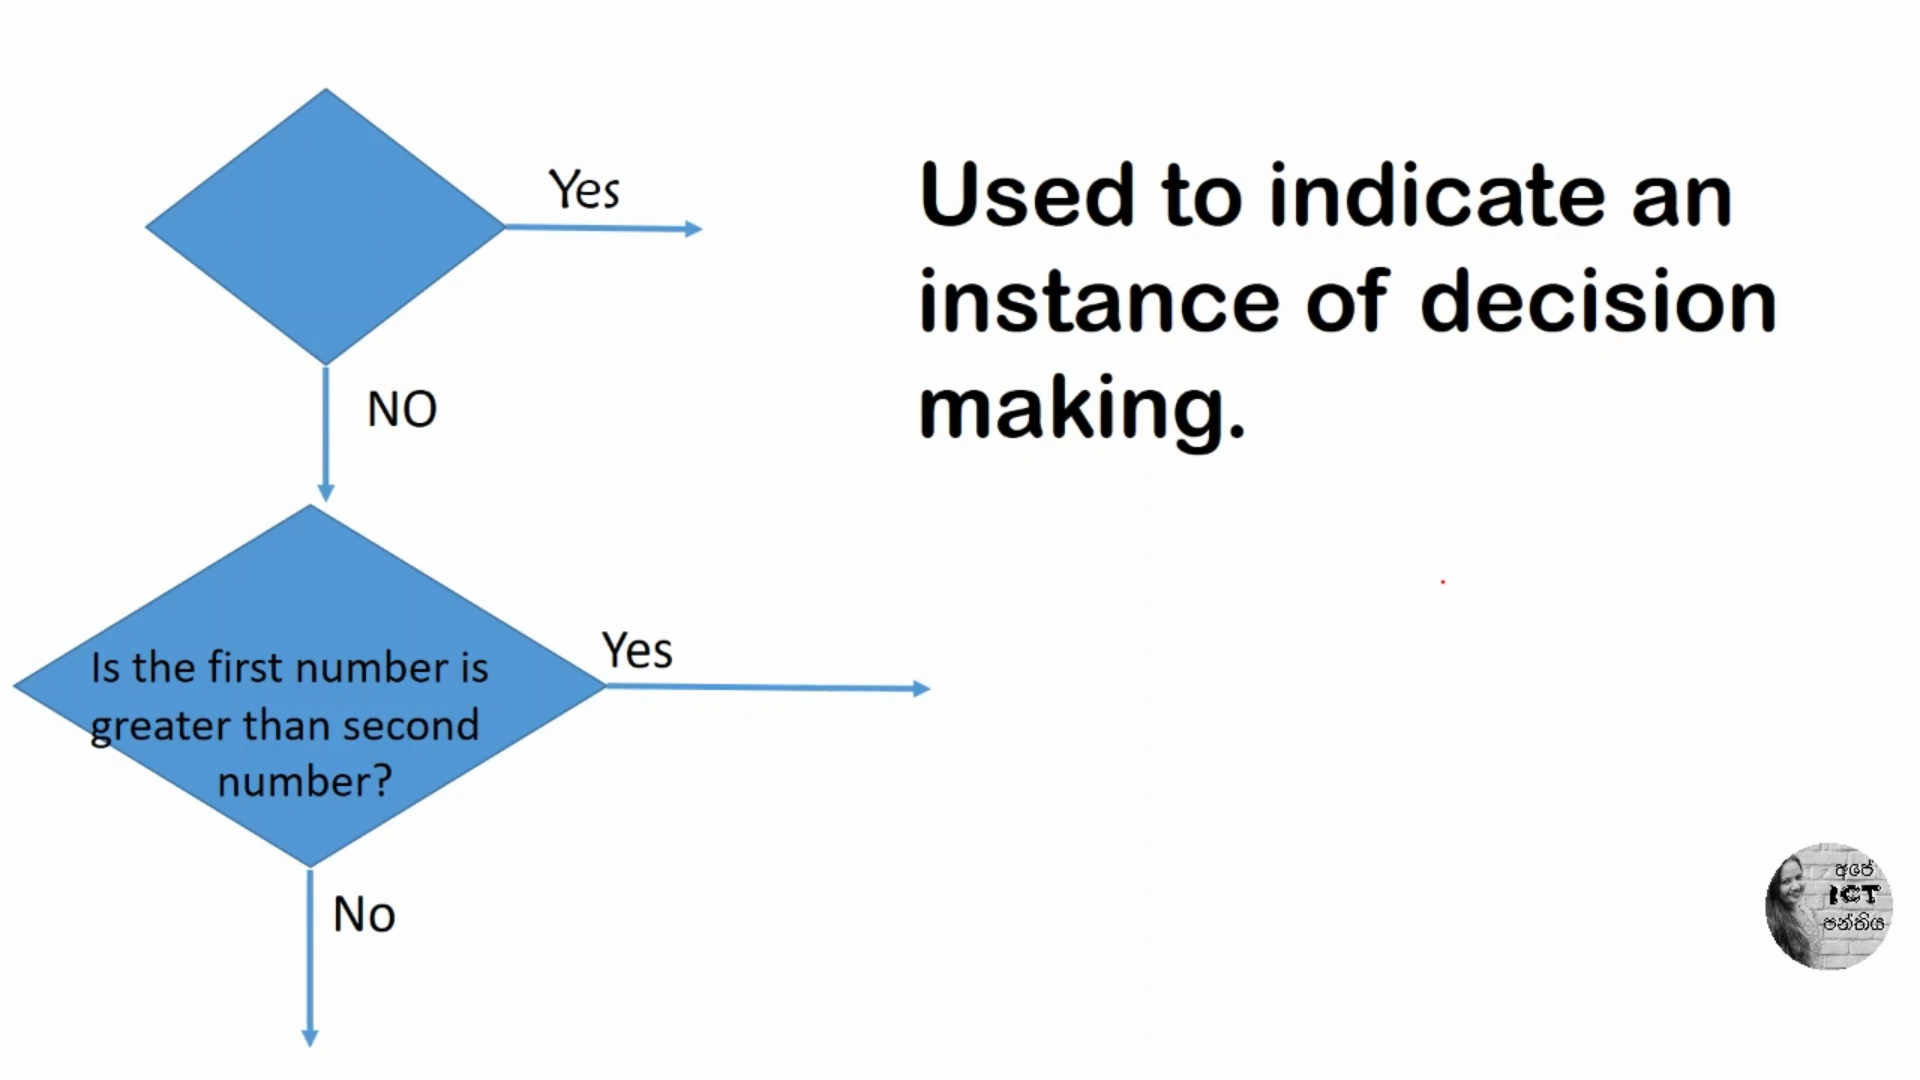 Yes
Used to indicate an
instance of decision
making.
NO
Is the first number is
greater than second
number?
Yes
No
අපේ
ICT
පන්තිය